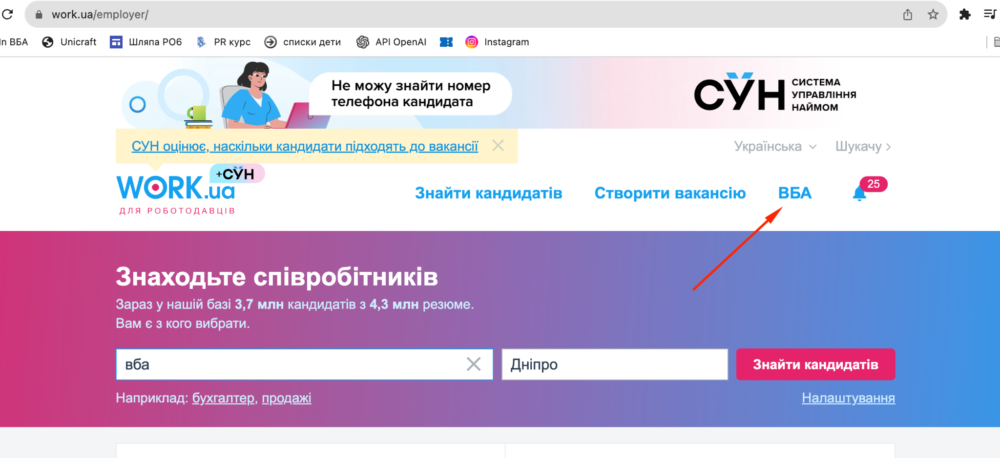 work.ua/employer/
In ВБА Unicraft Шляпа РО6 PR курс списки дети API OpenAI Instagram
Не можу знайти номер
телефона кандидата
СУН
СИСТЕМА
УПРАВЛІННЯ
НАЙМОМ
СУН оцінює, наскільки кандидати підходять до вакансії
Українська Шукачу
WORK.ua
+СУН
ДЛЯ РОБОТОДАВЦІВ
Знайти кандидатів Створити вакансію ВБА 25
Знаходьте співробітників
Зараз у нашій базі 3,7 млн кандидатів з 4,3 млн резюме.
Вам є з кого вибрати.
вба Дніпро Знайти кандидатів
Наприклад: бухгалтер, продажі Налаштування